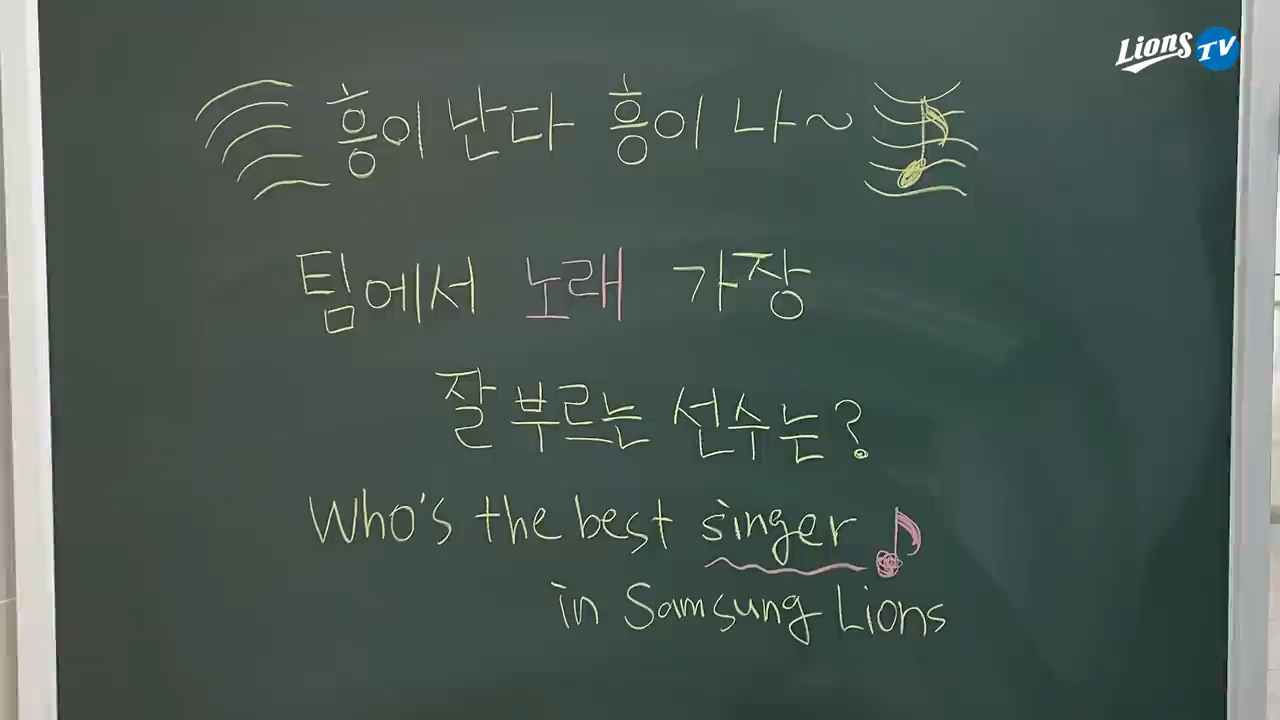 Lions TV
흥이 난다 흥이 나~
팀에서 노래 가장
잘 부르는 선수는?
Who's the best singer
in Samsung Lions